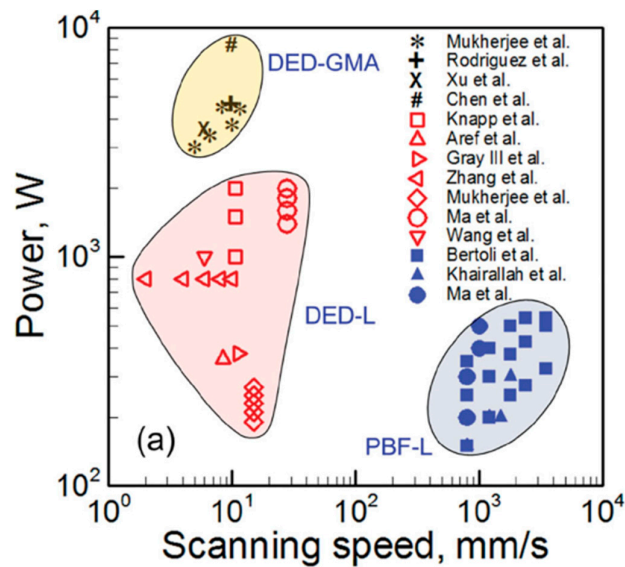 10⁴
DED-GMA
* Mukherjee et al.
+ Rodriguez et al.
X Xu et al.
# Chen et al.
Knapp et al.
Aref et al.
Gray III et al.
Zhang et al.
Mukherjee et al.
Ma et al.
Wang et al.
Bertoli et al.
Khairallah et al.
Ma et al.
10³
Power, W
DED-L
(a)
PBF-L
10²
10⁰ 10¹ 10² 10³ 10⁴
Scanning speed, mm/s